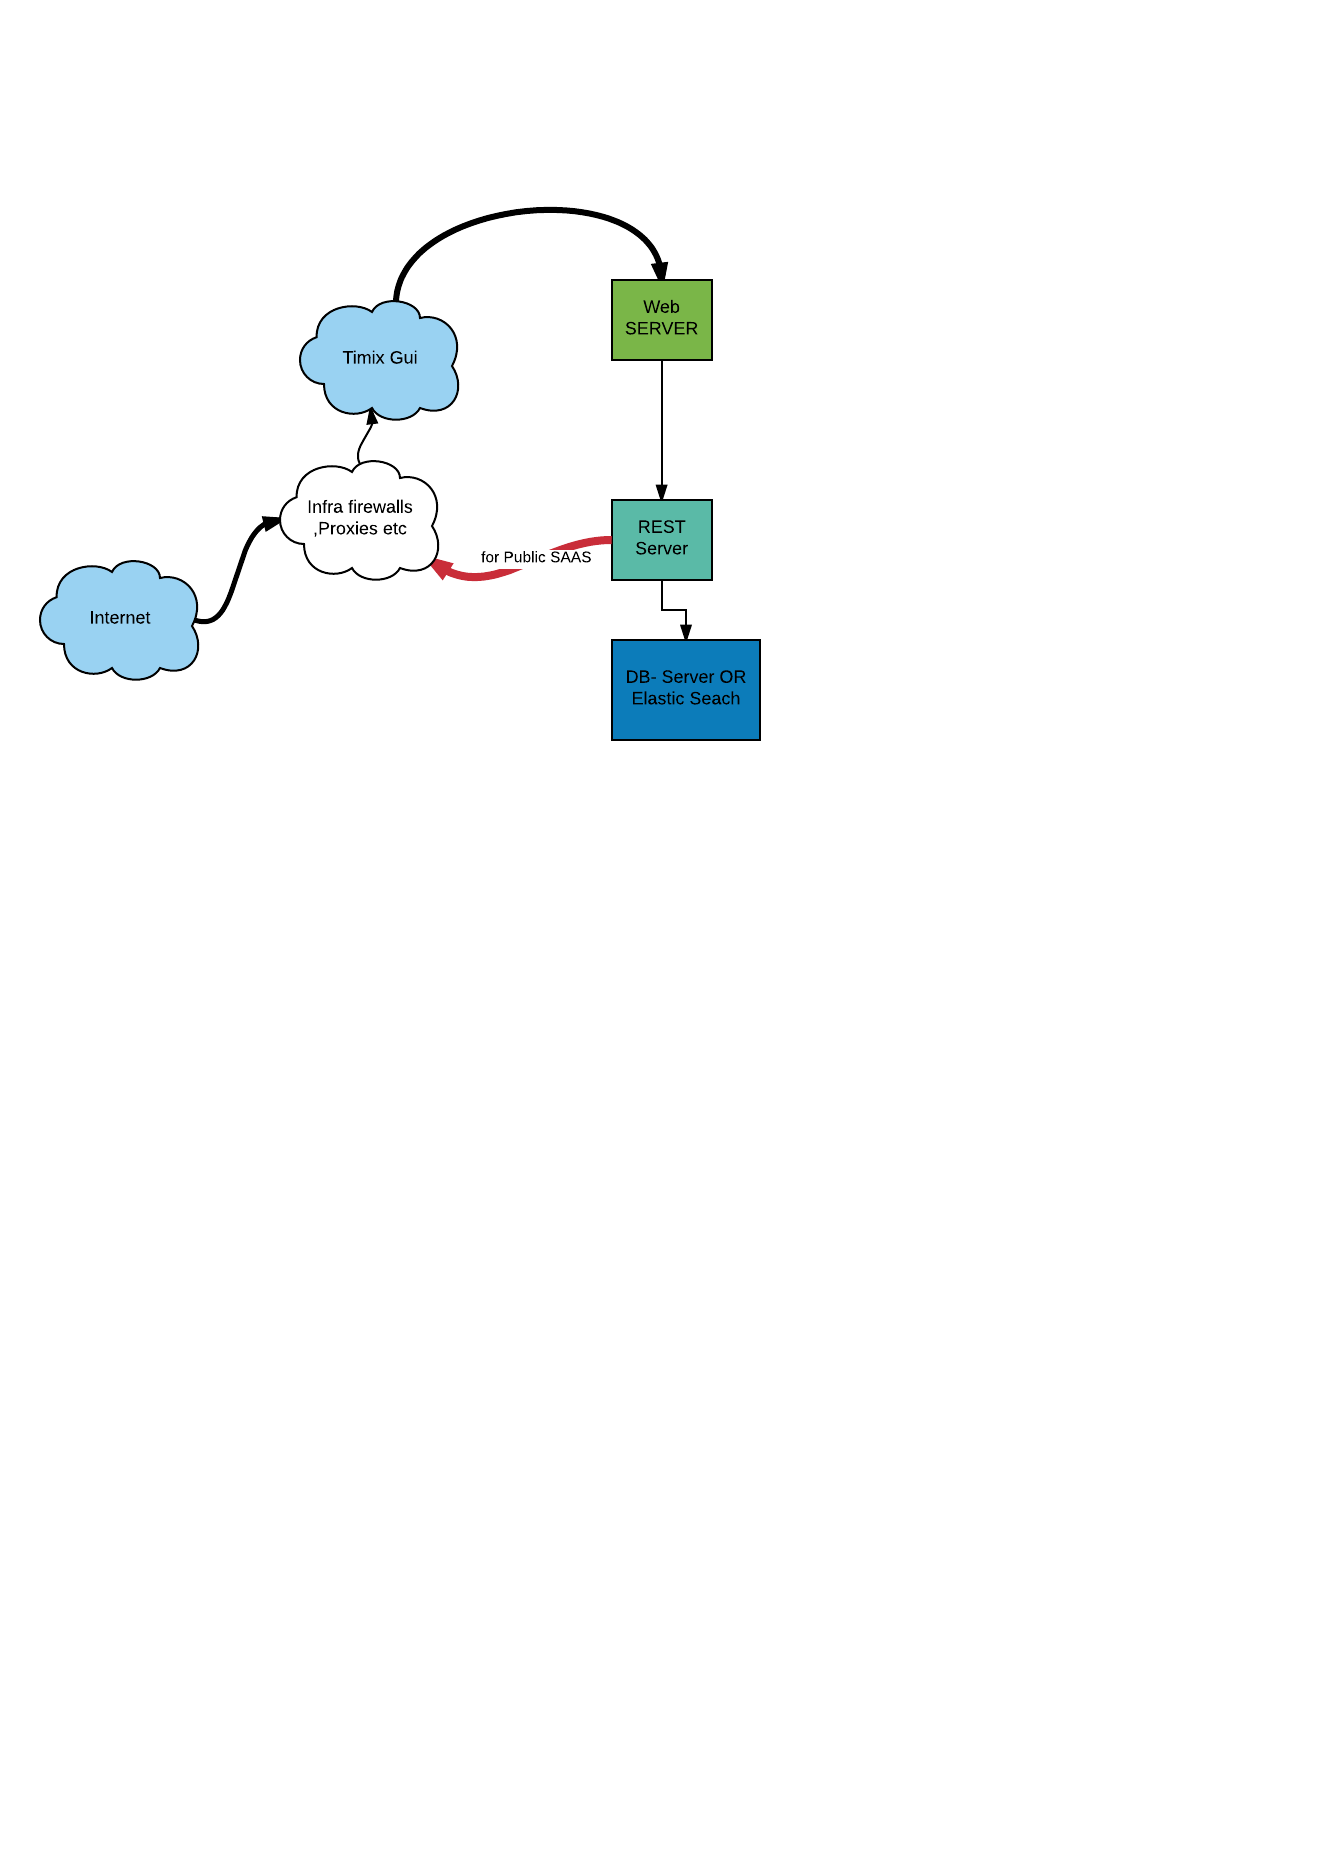 Web
SERVER
Timix Gui
Infra firewalls
,Proxies etc
for Public SAAS
REST
Server
Internet
DB- Server OR
Elastic Seach